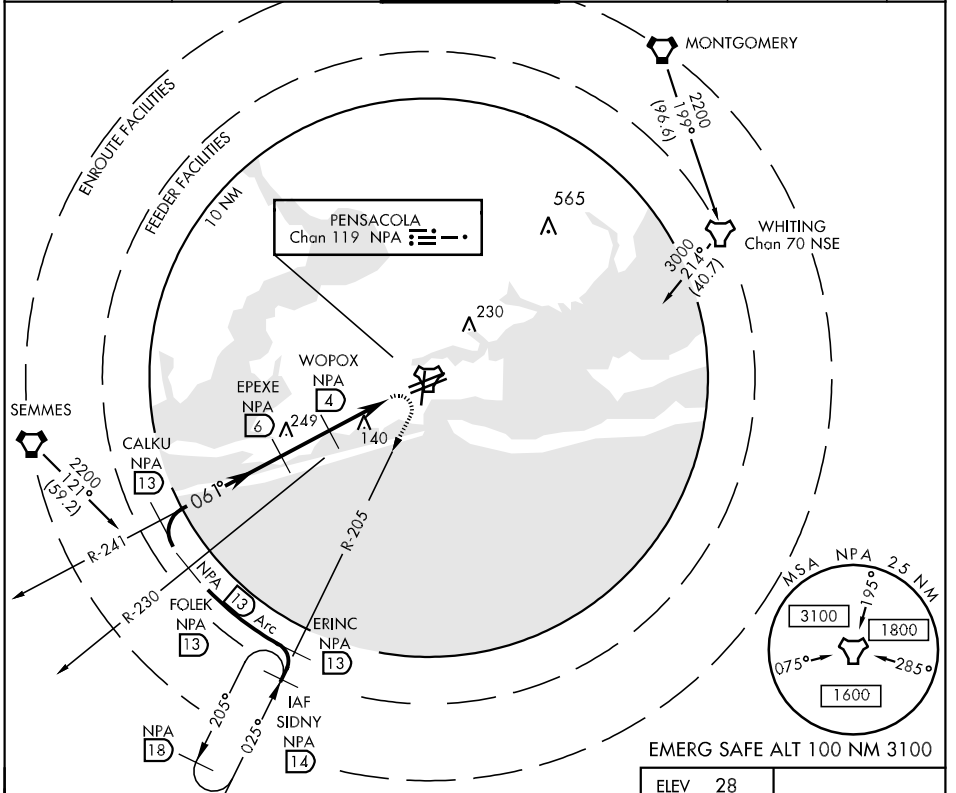 MONTGOMERY
2200
199°
(96.6)
ENROUTE FACILITIES
FEEDER FACILITIES
10 NM
PENSACOLA
Chan 119 NPA
565
WHITING
Chan 70 NSE
3000
214°
(40.7)
230
WOPOX
NPA
4
EPEXE
NPA
6
249
140
SEMMES
2200
121°
(59.2)
CALKU
NPA
13
061°
R-241
R-230
R-205
NPA 13 Arc
FOLEK
NPA
13
ERINC
NPA
13
IAF
SIDNY
NPA
14
205°
025°
NPA
18
MSA NPA 25 NM
195°
3100
1800
075°
285°
1600
EMERG SAFE ALT 100 NM 3100
ELEV 28